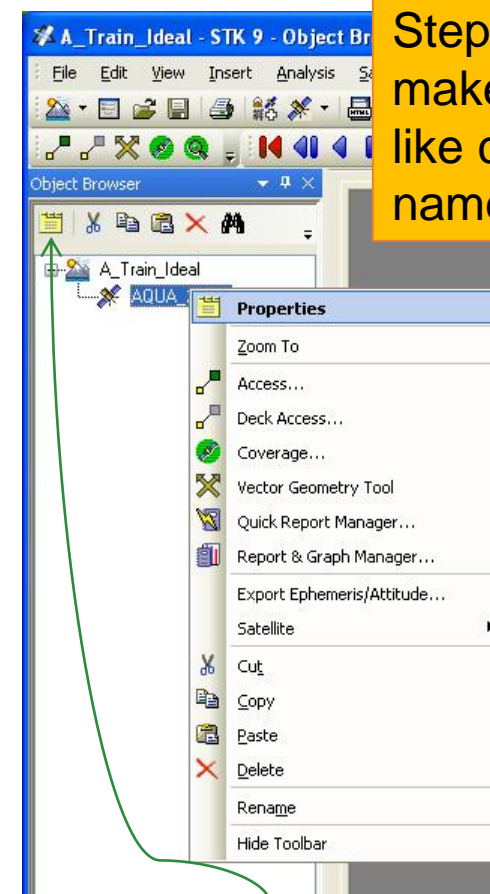 A_Train_Ideal - STK 9 - Object Br
Step
make
like
name
File Edit View Insert Analysis
Object Browser
A_Train_Ideal
AQUA_
Properties
Zoom To
Access...
Deck Access...
Coverage...
Vector Geometry Tool
Quick Report Manager...
Report & Graph Manager...
Export Ephemeris/Attitude...
Satellite
Cut
Copy
Paste
Delete
Rename
Hide Toolbar